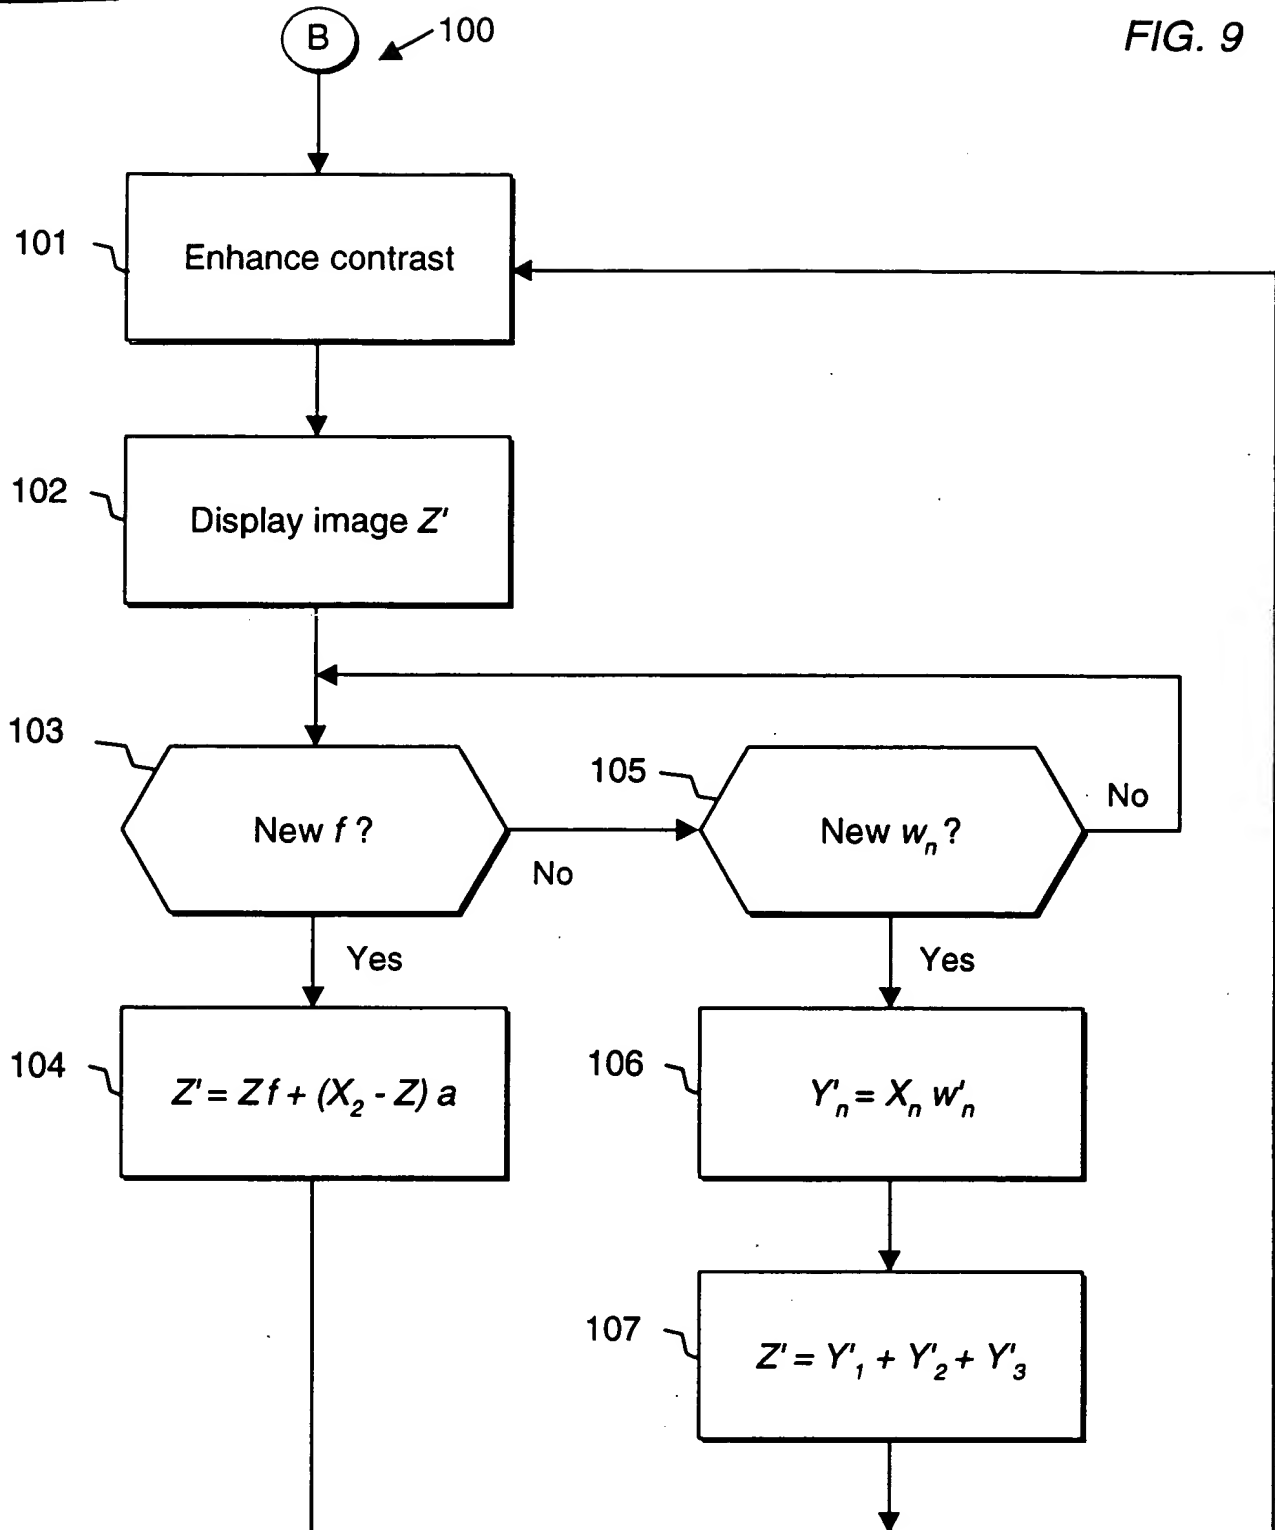 B
100
FIG. 9
101
Enhance contrast
102
Display image Z'
103
New f ?
No
105
New wₙ ?
No
Yes
Yes
104
Z' = Z f + (X₂ - Z) a
106
Y'ₙ = Xₙ w'ₙ
107
Z' = Y'₁ + Y'₂ + Y'₃